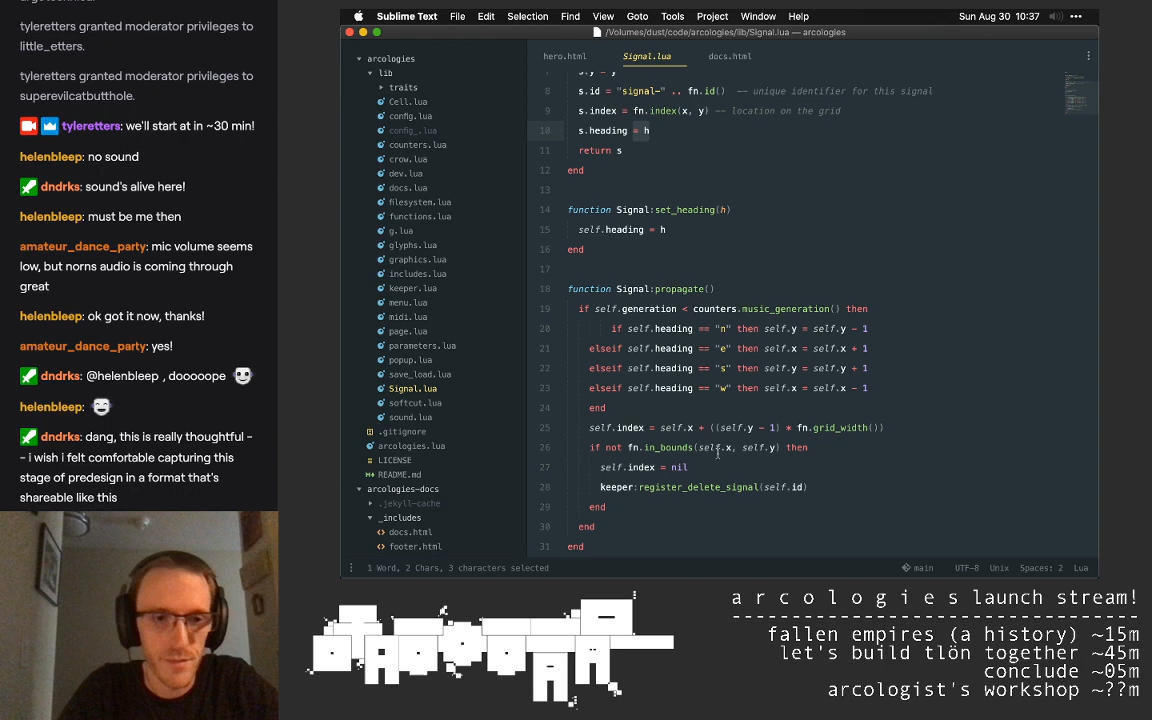 tyleretters granted moderator privileges to
little_etters.
tyleretters granted moderator privileges to
superevilcatbutthole.
tyleretters: we'll start at in ~30 min!
helenbleep: no sound
dndrks: sound's alive here!
helenbleep: must be me then
amateur_dance_party: mic volume seems
low, but norns audio is coming through
great
helenbleep: ok got it now, thanks!
amateur_dance_party: yes!
dndrks: @helenbleep , dooooope
helenbleep:
dndrks: dang, this is really thoughtful -
- i wish i felt comfortable capturing this
stage of predesign in a format that's
shareable like this
Sublime Text File Edit Selection Find View Goto Tools Project Window Help Sun Aug 30 10:37
/Volumes/dust/code/arcologies/lib/Signal.lua — arcologies
arcologies
lib
traits
Cell.lua
config.lua
config_.lua
counters.lua
crow.lua
dev.lua
docs.lua
filesystem.lua
functions.lua
g.lua
glyphs.lua
graphics.lua
includes.lua
keeper.lua
menu.lua
midi.lua
page.lua
parameters.lua
popup.lua
save_load.lua
Signal.lua
softcut.lua
sound.lua
.gitignore
arcologies.lua
LICENSE
README.md
arcologies-docs
.jekyll-cache
_includes
docs.html
footer.html
hero.html Signal.lua docs.html
8 s.id = "signal-" .. fn.id() -- unique identifier for this signal
9 s.index = fn.index(x, y) -- location on the grid
10 s.heading = h
11 return s
12 end
13
14 function Signal:set_heading(h)
15 self.heading = h
16 end
17
18 function Signal:propagate()
19 if self.generation < counters.music_generation() then
20 if self.heading == "n" then self.y = self.y - 1
21 elseif self.heading == "e" then self.x = self.x + 1
22 elseif self.heading == "s" then self.y = self.y + 1
23 elseif self.heading == "w" then self.x = self.x - 1
24 end
25 self.index = self.x + ((self.y - 1) * fn.grid_width())
26 if not fn.in_bounds(self.x, self.y) then
27 self.index = nil
28 keeper:register_delete_signal(self.id)
29 end
30 end
31 end
1 Word, 2 Chars, 3 characters selected main UTF-8 Unix Spaces: 2 Lua
arcologies launch stream!
--------------------------------
fallen empires (a history) ~15m
let's build tlön together ~45m
conclude ~05m
arcologist's workshop ~??m